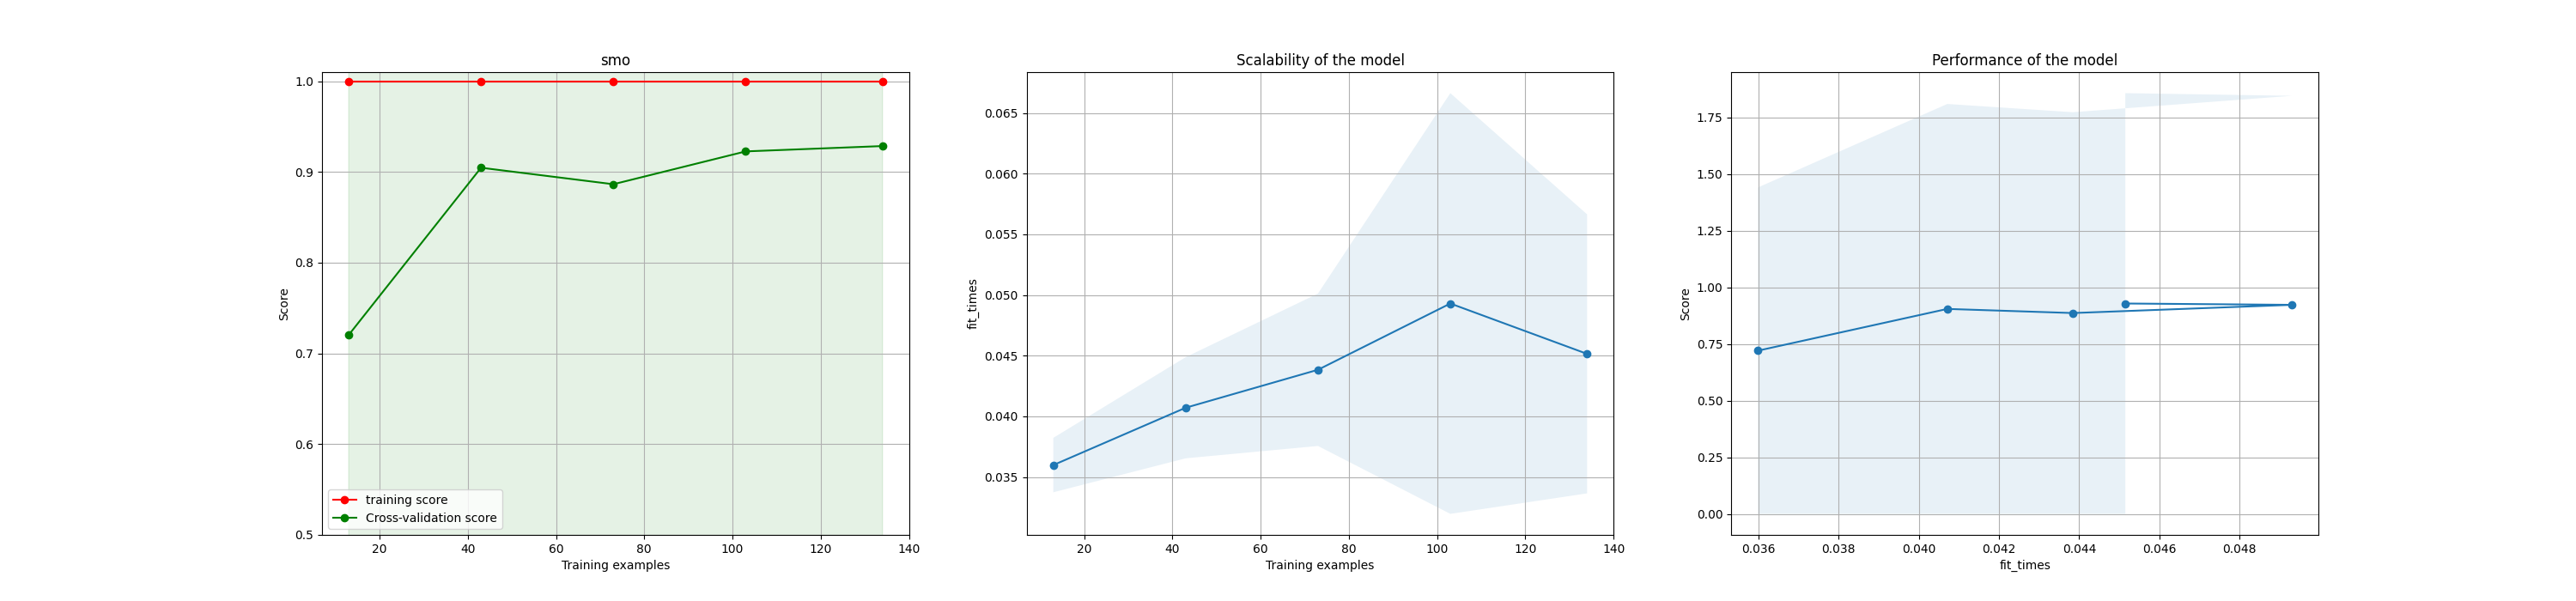 smo
Score
1.0
0.9
0.8
0.7
0.6
0.5
training score
Cross-validation score
20 40 60 80 100 120 140
Training examples
Scalability of the model
fit_times
0.065
0.060
0.055
0.050
0.045
0.040
0.035
20 40 60 80 100 120 140
Training examples
Performance of the model
Score
1.75
1.50
1.25
1.00
0.75
0.50
0.25
0.00
0.036 0.038 0.040 0.042 0.044 0.046 0.048
fit_times